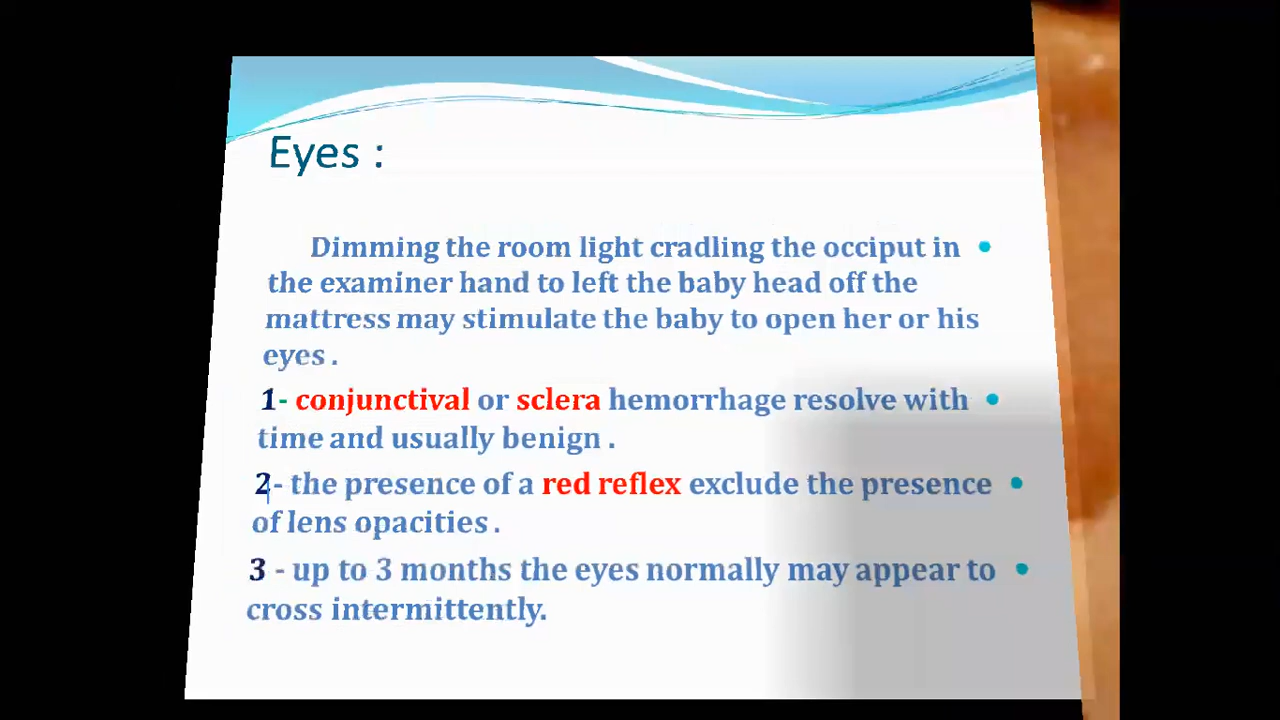 Eyes :
Dimming the room light cradling the occiput in
the examiner hand to left the baby head off the
mattress may stimulate the baby to open her or his
eyes .
1- conjunctival or sclera hemorrhage resolve with
time and usually benign .
2- the presence of a red reflex exclude the presence
of lens opacities .
3 - up to 3 months the eyes normally may appear to
cross intermittently.